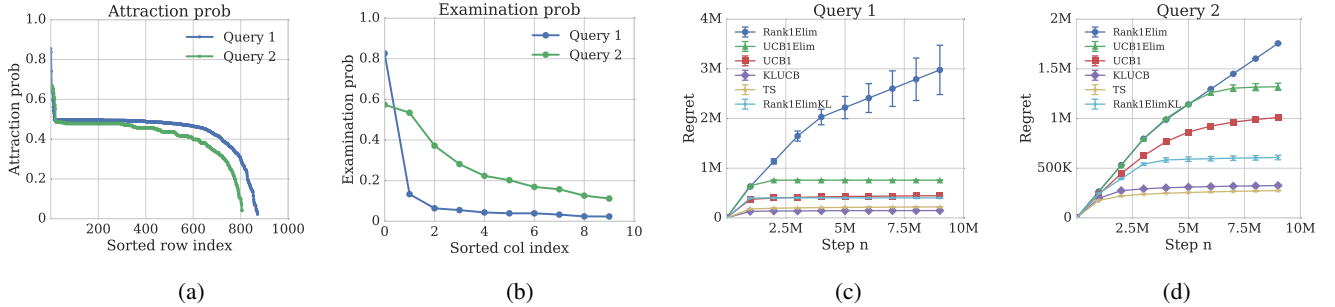 Attraction prob
1.0
0.8
0.6
0.4
0.2
0
Attraction prob
Query 1
Query 2
200
400
600
800
1000
Sorted row index
(a)
Examination prob
1.0
0.8
0.6
0.4
0.2
0
Examination prob
Query 1
Query 2
0
2
4
6
8
10
Sorted col index
(b)
Query 1
4M
3M
2M
1M
0
Regret
Rank1Elim
UCB1Elim
UCB1
KLUCB
TS
Rank1ElimKL
2.5M
5M
7.5M
10M
Step n
(c)
Query 2
2M
1.5M
1M
500K
0
Regret
Rank1Elim
UCB1Elim
UCB1
KLUCB
TS
Rank1ElimKL
2.5M
5M
7.5M
10M
Step n
(d)